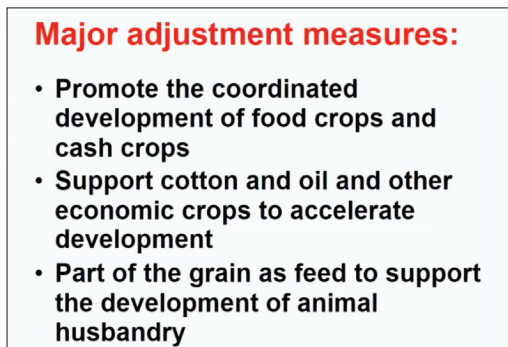 Major adjustment measures:
• Promote the coordinated
development of food crops and
cash crops
• Support cotton and oil and other
economic crops to accelerate
development
• Part of the grain as feed to support
the development of animal
husbandry